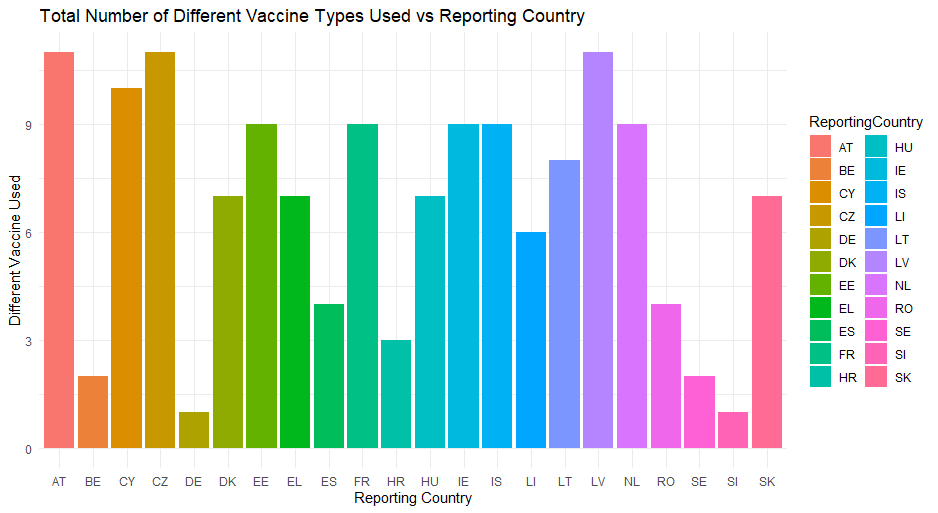 Total Number of Different Vaccine Types Used vs Reporting Country
Different Vaccine Used
9
6
3
0
AT BE CY CZ DE DK EE EL ES FR HR HU IE IS LI LT LV NL RO SE SI SK
Reporting Country
ReportingCountry
AT HU
BE IE
CY IS
CZ LI
DE LT
DK LV
EE NL
EL RO
ES SE
FR SI
HR SK